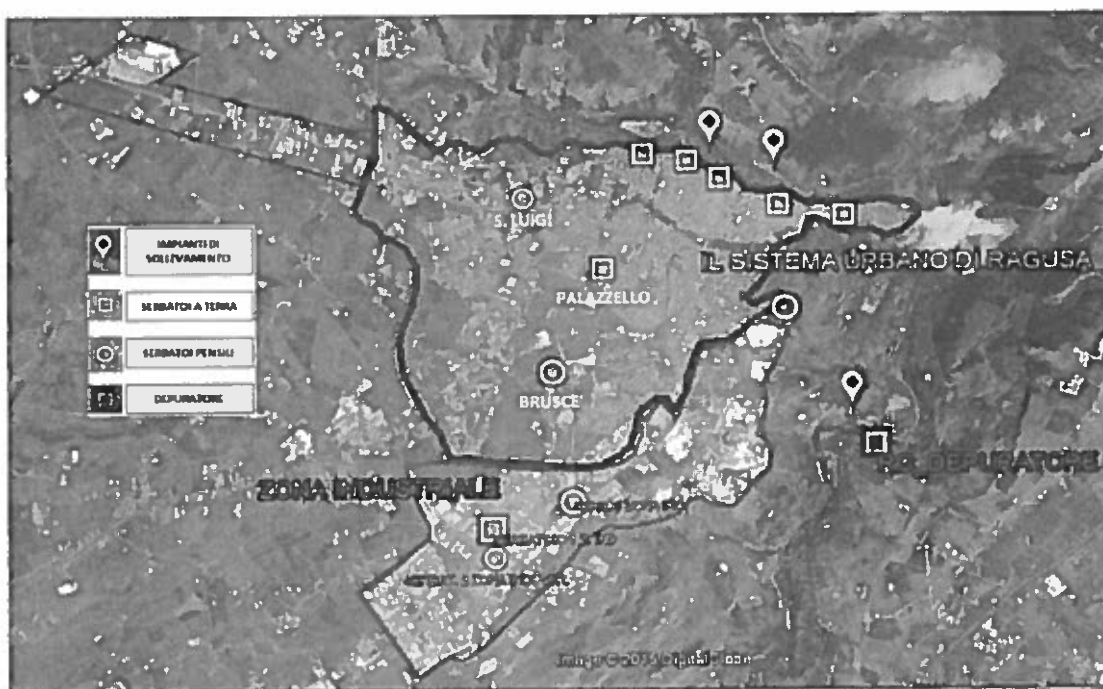 S. LUIGI
IL SISTEMA URBANO DI RAGUSA
IMPIANTI DI
SOLLEVAMENTO
SERBATOI A TERRA
SERBATOI PENSILI
DEPURATORE
PALAZZELLO
BRUSCE'
DEPURATORE
ZONA INDUSTRIALE